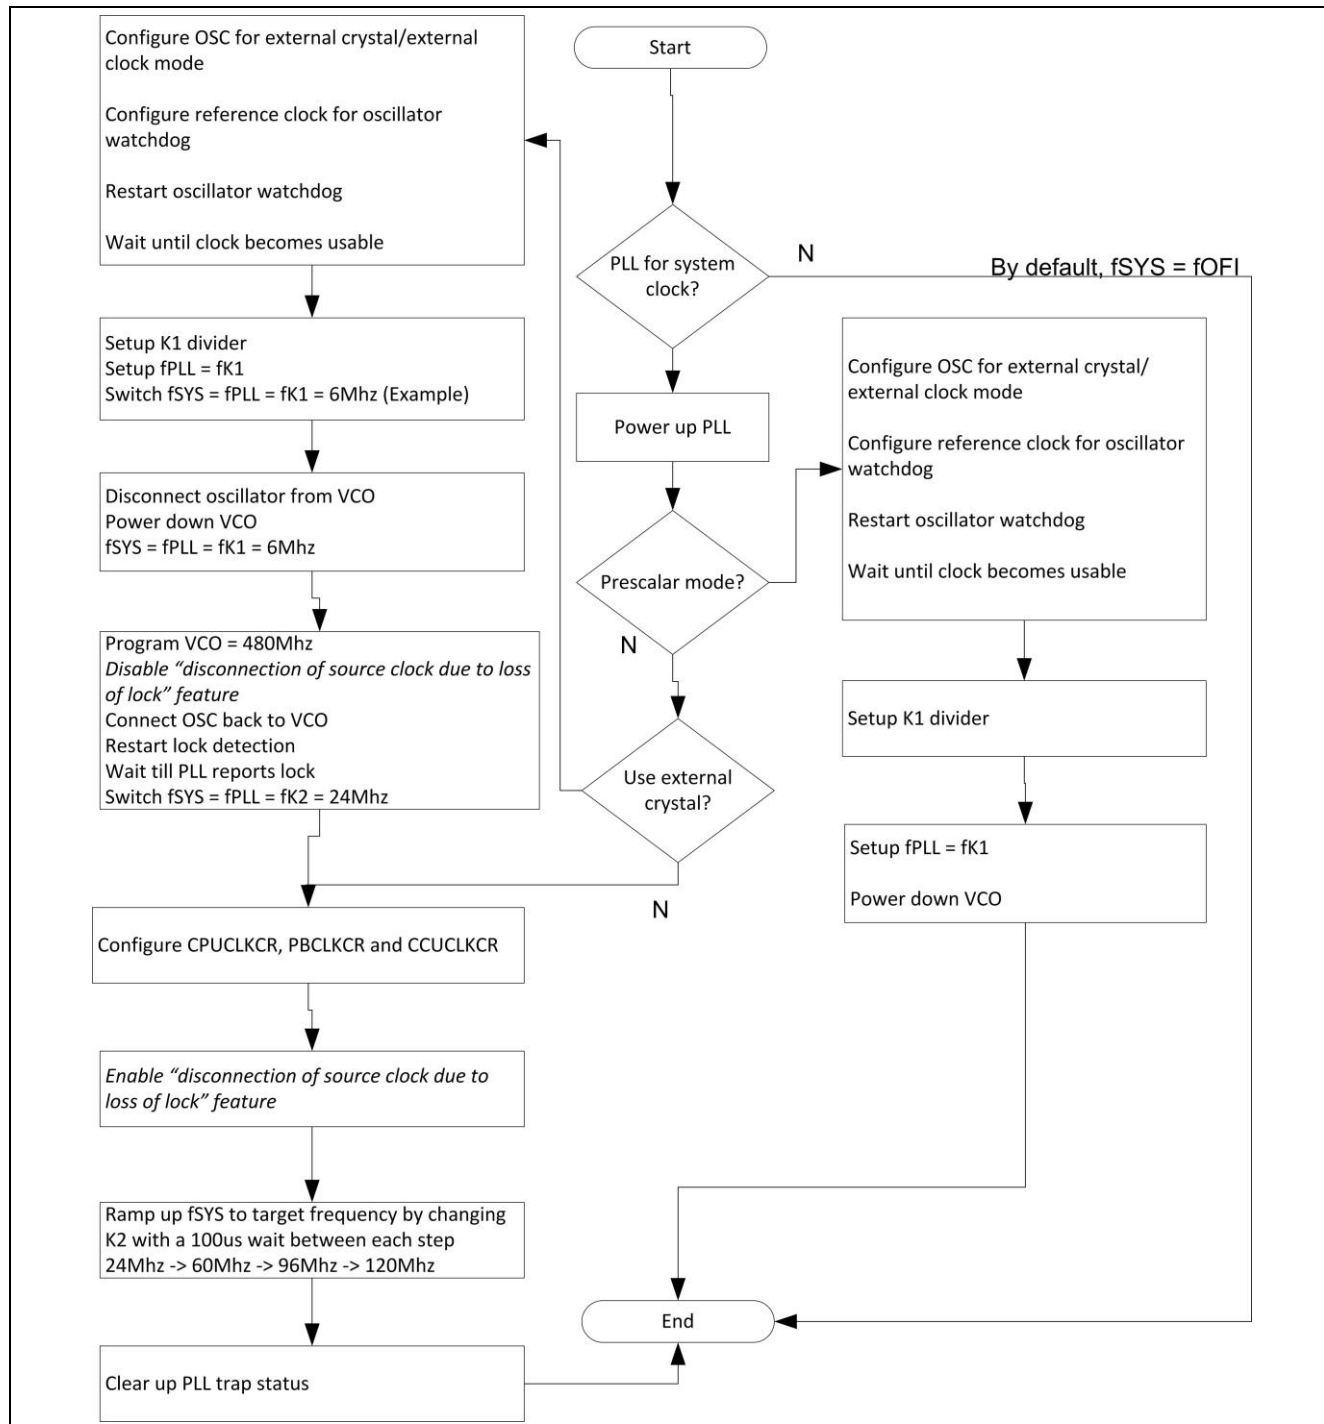 Configure OSC for external crystal/external
clock mode
Configure reference clock for oscillator
watchdog
Restart oscillator watchdog
Wait until clock becomes usable
Setup K1 divider
Setup fPLL = fK1
Switch fSYS = fPLL = fK1 = 6Mhz (Example)
Disconnect oscillator from VCO
Power down VCO
fSYS = fPLL = fK1 = 6Mhz
Program VCO = 480Mhz
Disable “disconnection of source clock due to loss
of lock” feature
Connect OSC back to VCO
Restart lock detection
Wait till PLL reports lock
Switch fSYS = fPLL = fK2 = 24Mhz
Configure CPUCLKCR, PBCLKCR and CCUCLKCR
Enable “disconnection of source clock due to
loss of lock” feature
Ramp up fSYS to target frequency by changing
K2 with a 100us wait between each step
24Mhz -> 60Mhz -> 96Mhz -> 120Mhz
Clear up PLL trap status
Start
PLL for system
clock?
N
By default, fSYS = fOFI
Power up PLL
Prescalar mode?
N
Use external
crystal?
N
Configure OSC for external crystal/
external clock mode
Configure reference clock for oscillator
watchdog
Restart oscillator watchdog
Wait until clock becomes usable
Setup K1 divider
Setup fPLL = fK1
Power down VCO
End